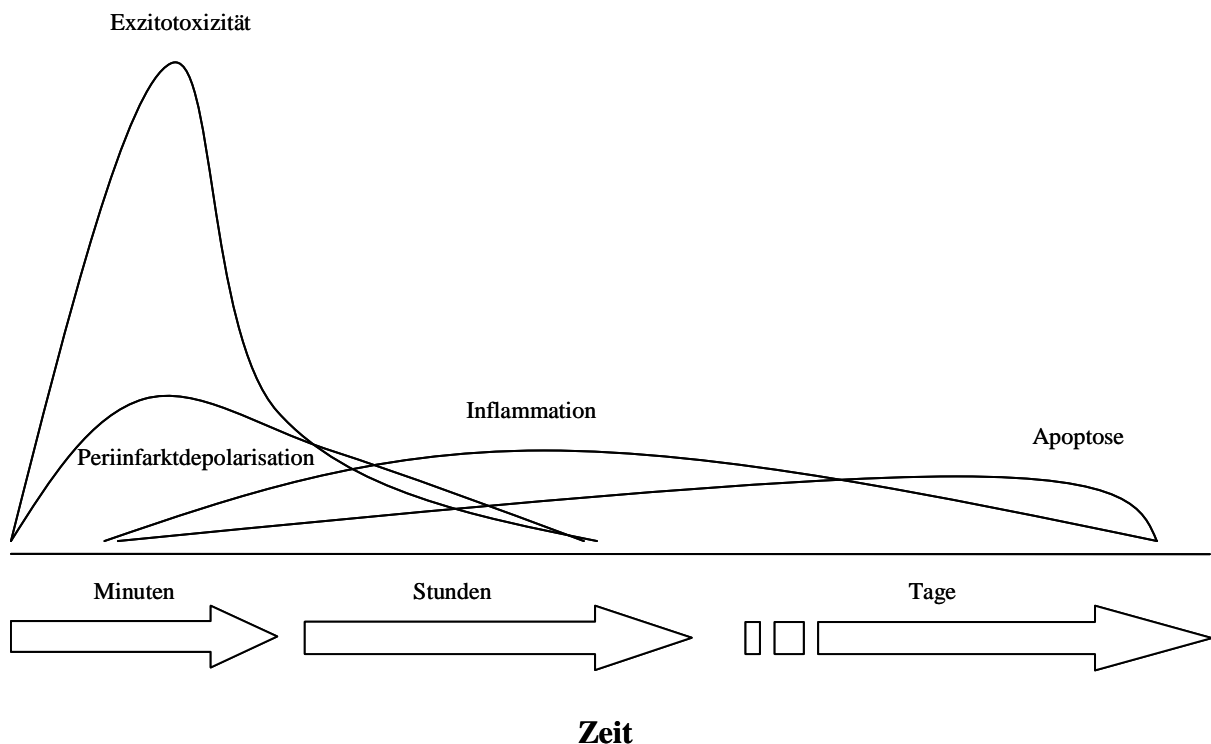 Exzitotoxizität
Inflammation
Apoptose
Periinfarktdepolarisation
Minuten
Stunden
Tage
Zeit